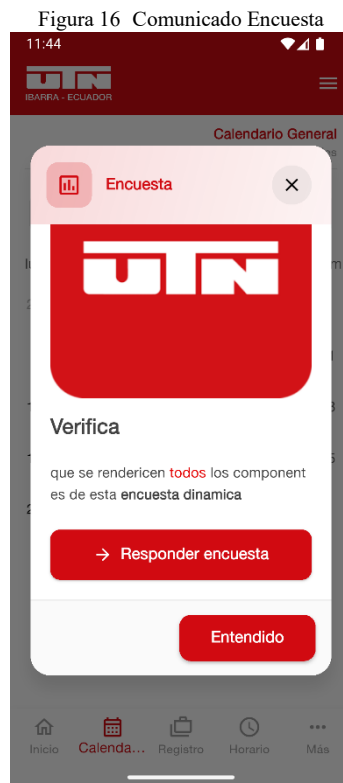 Figura 16 Comunicado Encuesta
11:44
UTN
IBARRA - ECUADOR
Calendario General
Encuesta
UTN
Verifica
que se rendericen todos los component
es de esta encuesta dinamica
→ Responder encuesta
Entendido
Inicio Calenda... Registro Horario Más